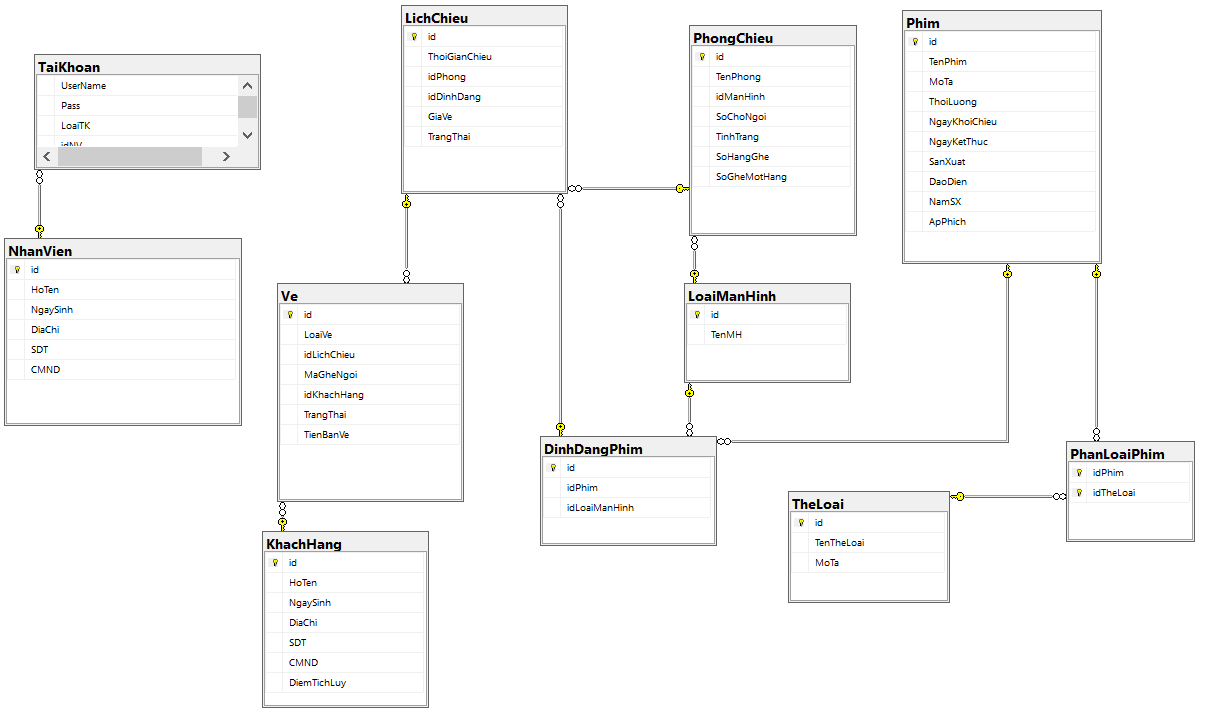 TaiKhoan
UserName
Pass
LoaiTK
idNV
NhanVien
id
HoTen
NgaySinh
DiaChi
SDT
CMND
LichChieu
id
ThoiGianChieu
idPhong
idDinhDang
GiaVe
TrangThai
Ve
id
LoaiVe
idLichChieu
MaGheNgoi
idKhachHang
TrangThai
TienBanVe
KhachHang
id
HoTen
NgaySinh
DiaChi
SDT
CMND
DiemTichLuy
PhongChieu
id
TenPhong
idManHinh
SoChoNgoi
TinhTrang
SoHangGhe
SoGheMotHang
LoaiManHinh
id
TenMH
DinhDangPhim
id
idPhim
idLoaiManHinh
Phim
id
TenPhim
MoTa
ThoiLuong
NgayKhoiChieu
NgayKetThuc
SanXuat
DaoDien
NamSX
ApPhich
TheLoai
id
TenTheLoai
MoTa
PhanLoaiPhim
idPhim
idTheLoai